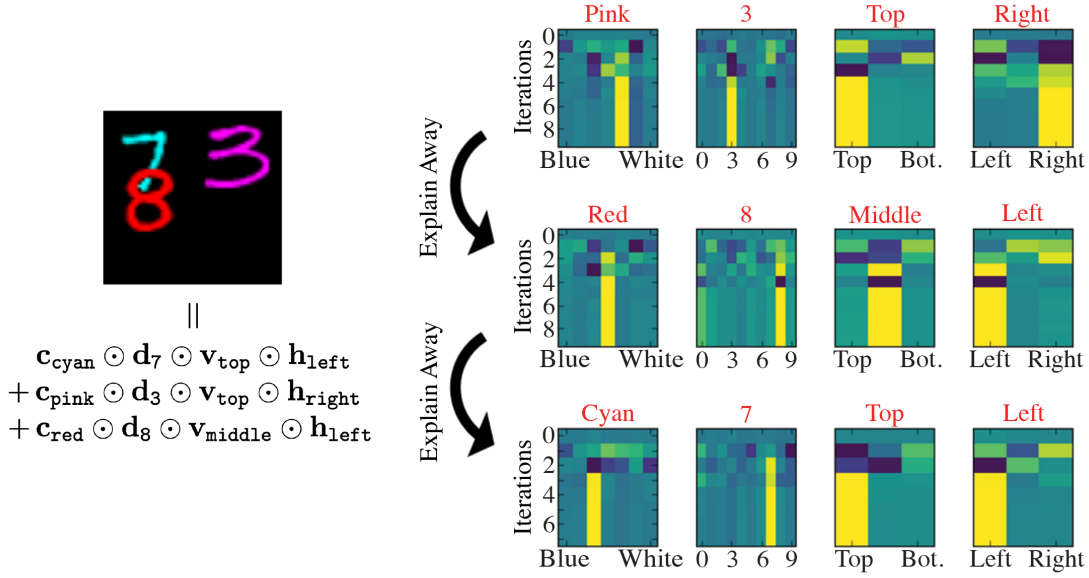 7 3
8
||
c_cyan ⊙ d_7 ⊙ v_top ⊙ h_left
+ c_pink ⊙ d_3 ⊙ v_top ⊙ h_right
+ c_red ⊙ d_8 ⊙ v_middle ⊙ h_left
Explain Away
Explain Away
Pink 3 Top Right
Iterations
0
2
4
6
8
Blue White 0 3 6 9 Top Bot. Left Right
Red 8 Middle Left
Iterations
0
2
4
6
8
Blue White 0 3 6 9 Top Bot. Left Right
Cyan 7 Top Left
Iterations
0
2
4
6
Blue White 0 3 6 9 Top Bot. Left Right